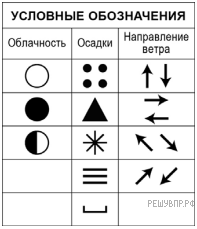 УСЛОВНЫЕ ОБОЗНАЧЕНИЯ
Облачность Осадки Направление ветра
РЕШУВПР.РФ